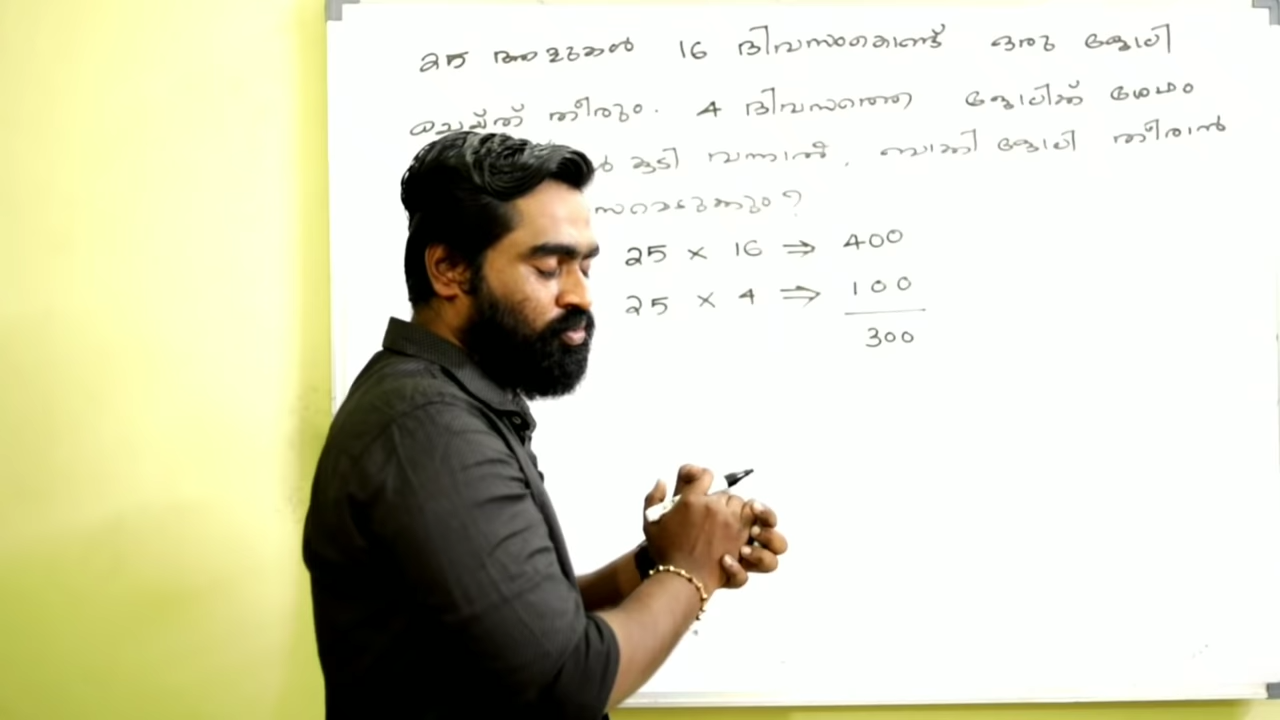 25 ആളുകൾ 16 ദിവസംകൊണ്ട് ഒരു ജോലി
ചെയ്ത് തീരും. 4 ദിവസത്തെ ജോലിക്ക് ശേഷം
കൂടി വന്നാൽ, ബാക്കി ജോലി തീരാൻ
?
25 × 16 ⇒ 400
25 × 4 ⇒ 100
300